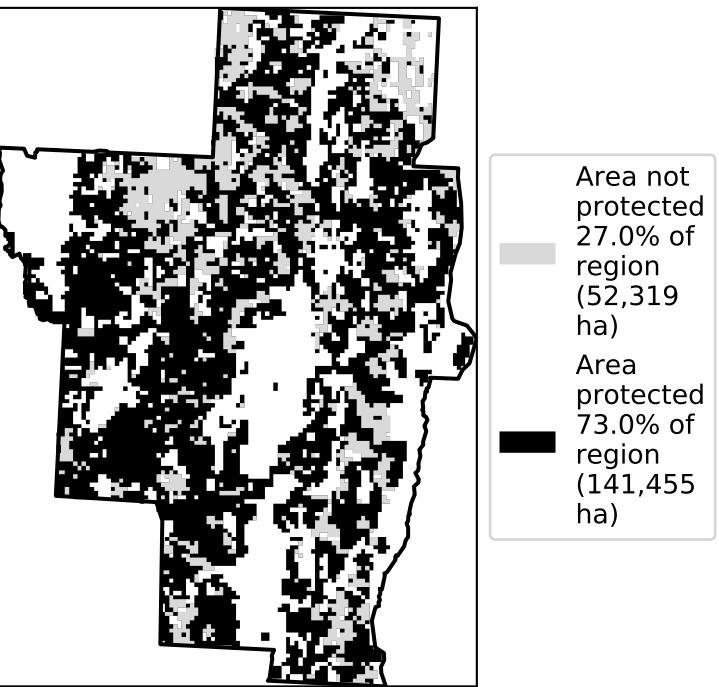 Area not
protected
27.0% of
region
(52,319
ha)
Area
protected
73.0% of
region
(141,455
ha)